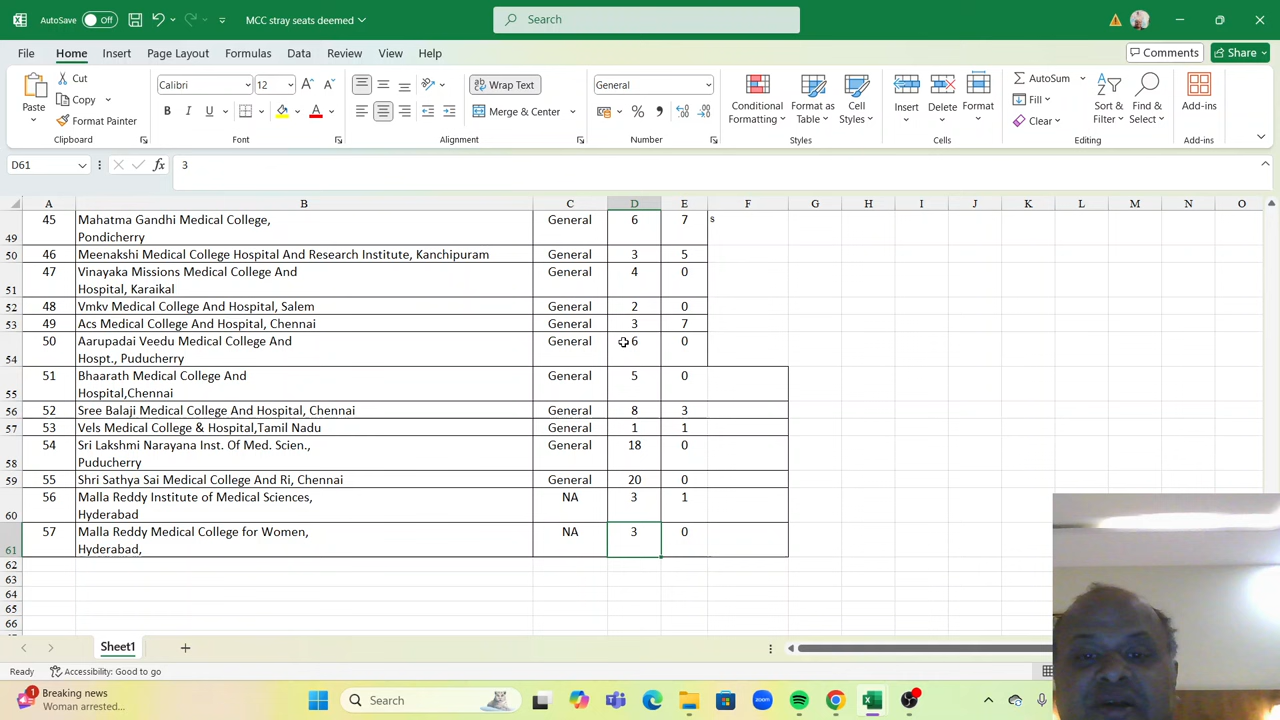 AutoSave Off MCC stray seats deemed Search
File Home Insert Page Layout Formulas Data Review View Help Comments Share
Paste Cut Copy Format Painter Calibri 12 Wrap Text Merge & Center General Conditional Formatting Format as Table Cell Styles Insert Delete Format AutoSum Fill Clear Sort & Filter Find & Select Add-ins
Clipboard Font Alignment Number Styles Cells Editing Add-ins
D61 fx 3
A B C D E F G H I J K L M N O
49 45 Mahatma Gandhi Medical College, General 6 7 s
Pondicherry
50 46 Meenakshi Medical College Hospital And Research Institute, Kanchipuram General 3 5
51 47 Vinayaka Missions Medical College And General 4 0
Hospital, Karaikal
52 48 Vmkv Medical College And Hospital, Salem General 2 0
53 49 Acs Medical College And Hospital, Chennai General 3 7
54 50 Aarupadai Veedu Medical College And General 6 0
Hospt., Puducherry
55 51 Bhaarath Medical College And General 5 0
Hospital,Chennai
56 52 Sree Balaji Medical College And Hospital, Chennai General 8 3
57 53 Vels Medical College & Hospital,Tamil Nadu General 1 1
58 54 Sri Lakshmi Narayana Inst. Of Med. Scien., General 18 0
Puducherry
59 55 Shri Sathya Sai Medical College And Ri, Chennai General 20 0
60 56 Malla Reddy Institute of Medical Sciences, NA 3 1
Hyderabad
61 57 Malla Reddy Medical College for Women, NA 3 0
Hyderabad,
62
63
64
65
66
Sheet1
Ready Accessibility: Good to go
1 Breaking news
Woman arrested...
Search